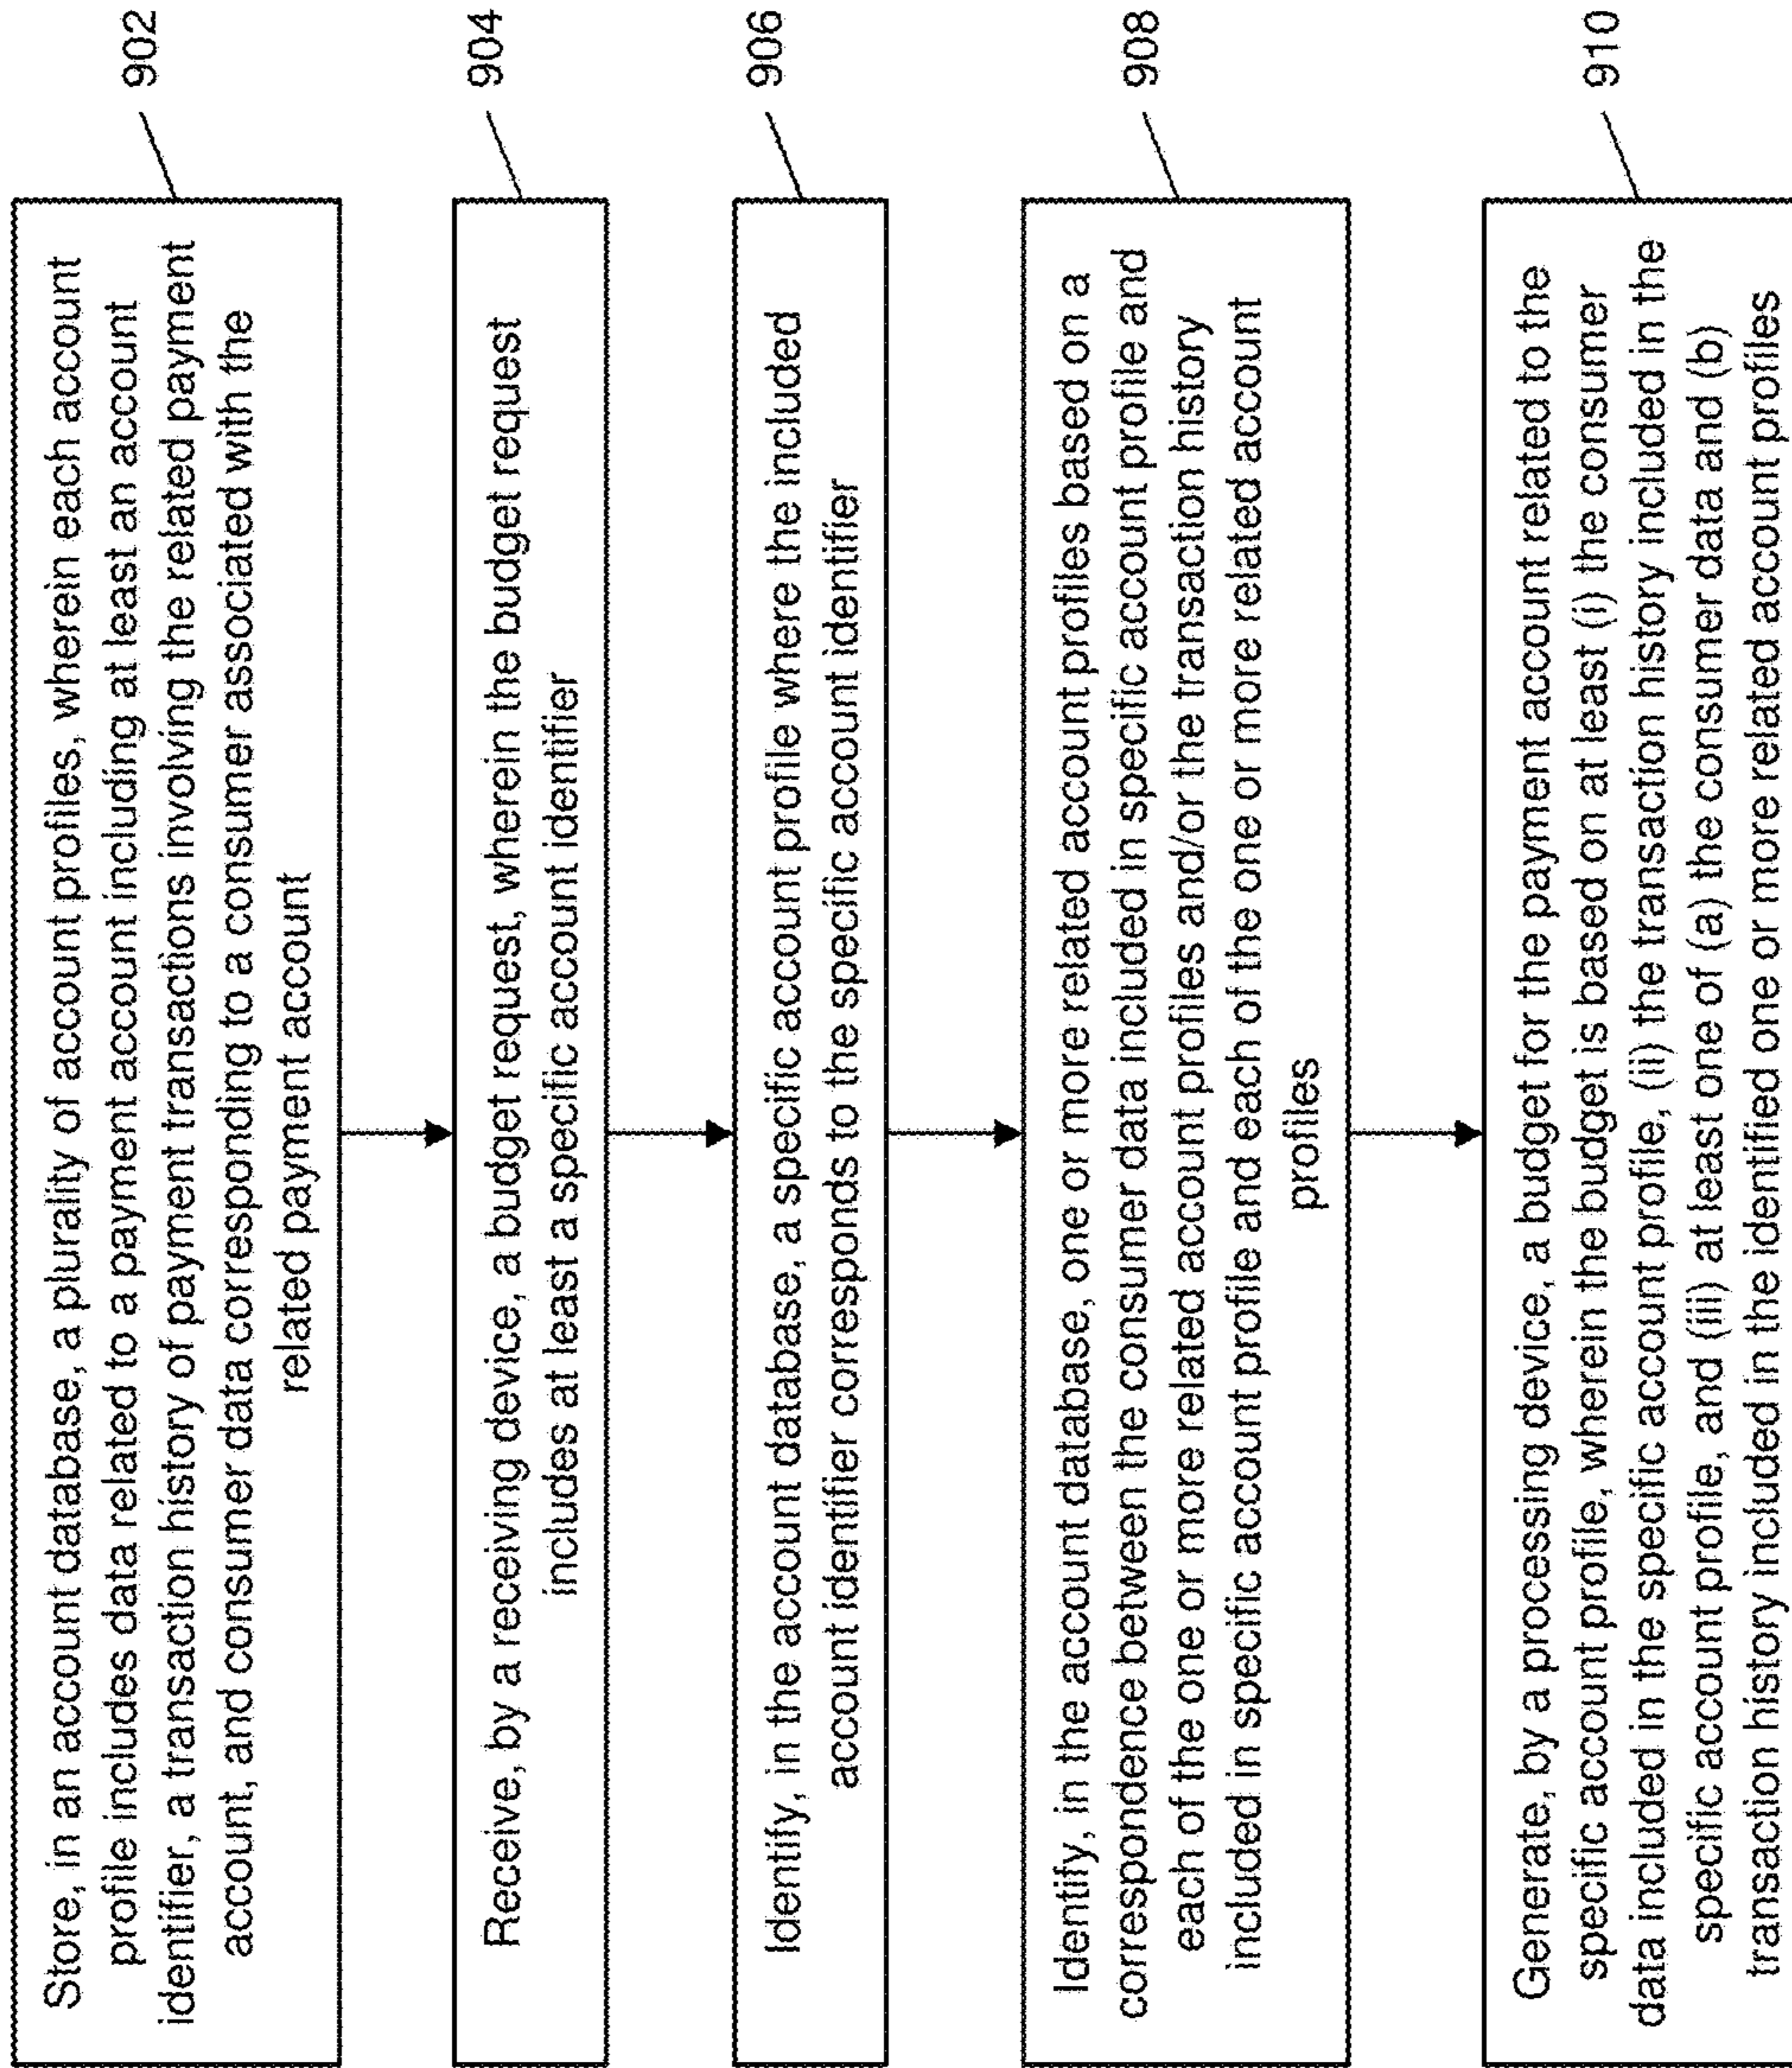 Store, in an account database, a plurality of account profiles, wherein each account
profile includes data related to a payment account including at least an account
identifier, a transaction history of payment transactions involving the related payment
account, and consumer data corresponding to a consumer associated with the
related payment account
902
Receive, by a receiving device, a budget request, wherein the budget request
includes at least a specific account identifier
904
Identify, in the account database, a specific account profile where the included
account identifier corresponds to the specific account identifier
906
Identify, in the account database, one or more related account profiles based on a
correspondence between the consumer data included in specific account profile and
each of the one or more related account profiles and/or the transaction history
included in specific account profile and each of the one or more related account
profiles
908
Generate, by a processing device, a budget for the payment account related to the
specific account profile, wherein the budget is based on at least (i) the consumer
data included in the specific account profile, (ii) the transaction history included in the
specific account profile, and (iii) at least one of (a) the consumer data and (b)
transaction history included in the identified one or more related account profiles
910